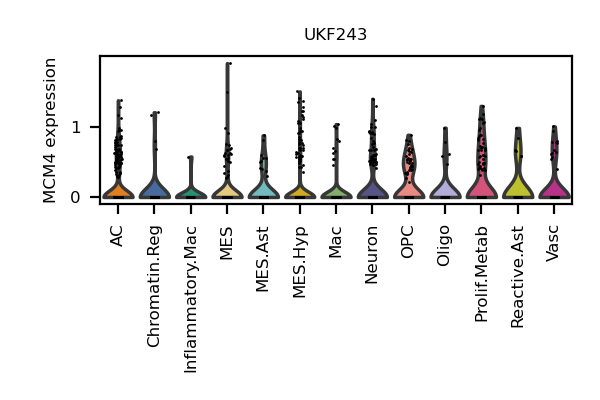 UKF243
MCM4 expression
1
0
AC
Chromatin.Reg
Inflammatory.Mac
MES
MES.Ast
MES.Hyp
Mac
Neuron
OPC
Oligo
Prolif.Metab
Reactive.Ast
Vasc